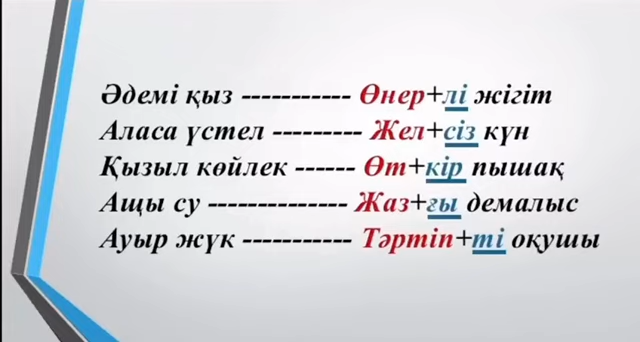 Әдемі қыз ----------- Өнер+лі жігіт
Аласа үстел --------- Жел+сіз күн
Қызыл көйлек ------ Өт+кір пышақ
Ащы су -------------- Жаз+ғы демалыс
Ауыр жүк ----------- Тәртіп+ті оқушы